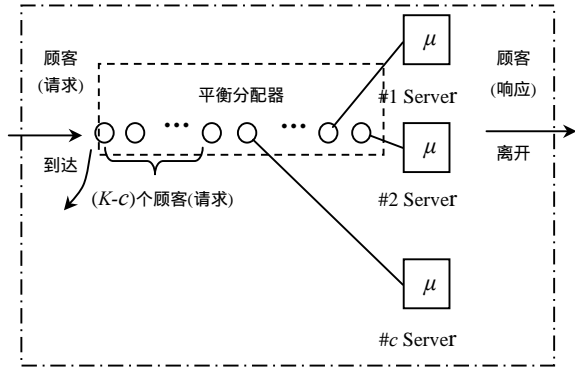 顾客
(请求)
到达
平衡分配器
...
...
(K-c)个顾客(请求)
μ
#1 Server
μ
#2 Server
μ
#c Server
顾客
(响应)
离开